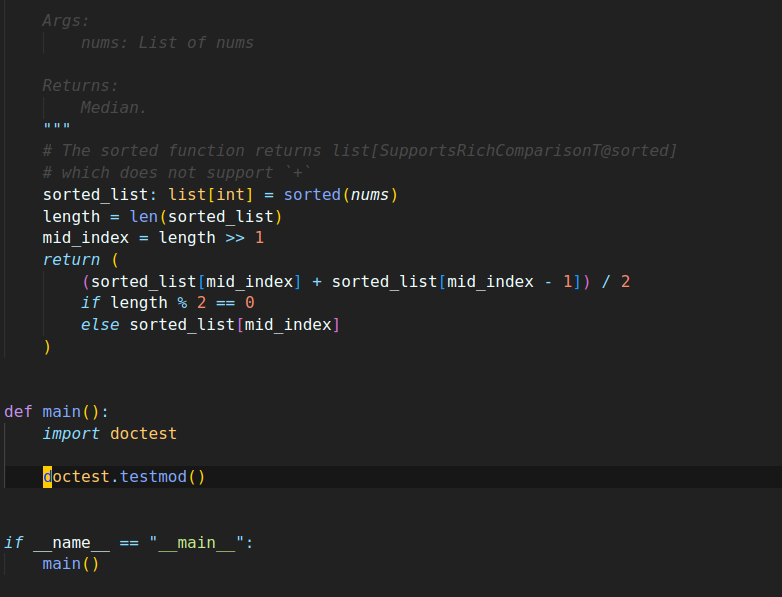 Args:
nums: List of nums
Returns:
Median.
"""
# The sorted function returns list[SupportsRichComparisonT@sorted]
# which does not support `+`
sorted_list: list[int] = sorted(nums)
length = len(sorted_list)
mid_index = length >> 1
return (
(sorted_list[mid_index] + sorted_list[mid_index - 1]) / 2
if length % 2 == 0
else sorted_list[mid_index]
)
def main():
import doctest
doctest.testmod()
if __name__ == "__main__":
main()